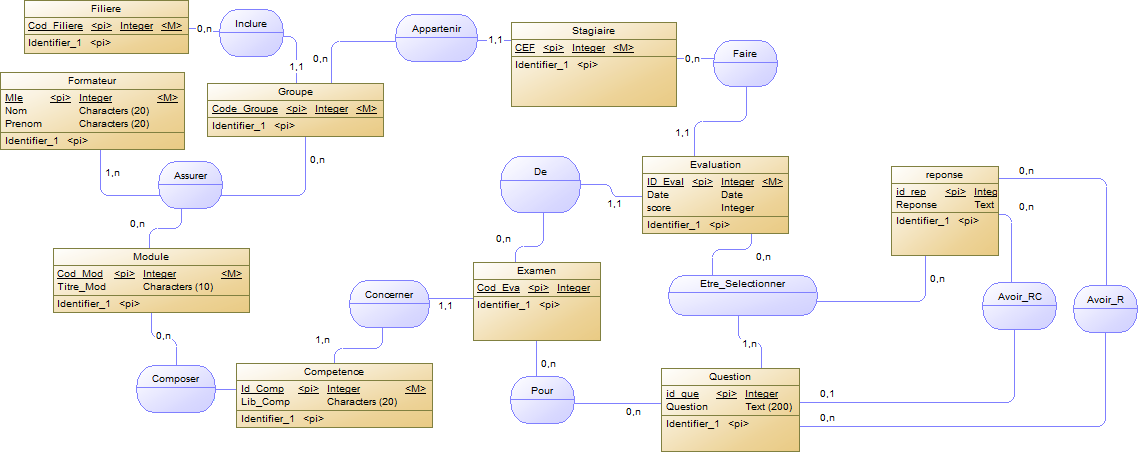 Filiere
Cod_Filiere <pi> Integer <M>
Identifier_1 <pi>
0,n
Inclure
1,1
Appartenir
0,n
1,1
Stagiaire
CEF <pi> Integer <M>
Identifier_1 <pi>
0,n
Faire
1,1
Formateur
Mle <pi> Integer <M>
Nom Characters (20)
Prenom Characters (20)
Identifier_1 <pi>
1,n
Groupe
Code_Groupe <pi> Integer <M>
Identifier_1 <pi>
0,n
Assurer
0,n
De
1,1
0,n
Evaluation
ID_Eval <pi> Integer <M>
Date Date
score Integer
Identifier_1 <pi>
0,n
reponse
id_rep <pi> Integ
Reponse Text
Identifier_1 <pi>
0,n
0,n
0,n
Module
Cod_Mod <pi> Integer <M>
Titre_Mod Characters (10)
Identifier_1 <pi>
0,n
Concerner
1,1
1,n
Examen
Cod_Eva <pi> Integer
Identifier_1 <pi>
0,n
Etre_Selectionner
1,n
Avoir_RC
Avoir_R
Composer
Competence
Id_Comp <pi> Integer <M>
Lib_Comp Characters (20)
Identifier_1 <pi>
Pour
0,n
Question
id_que <pi> Integer
Question Text (200)
Identifier_1 <pi>
0,1
0,n